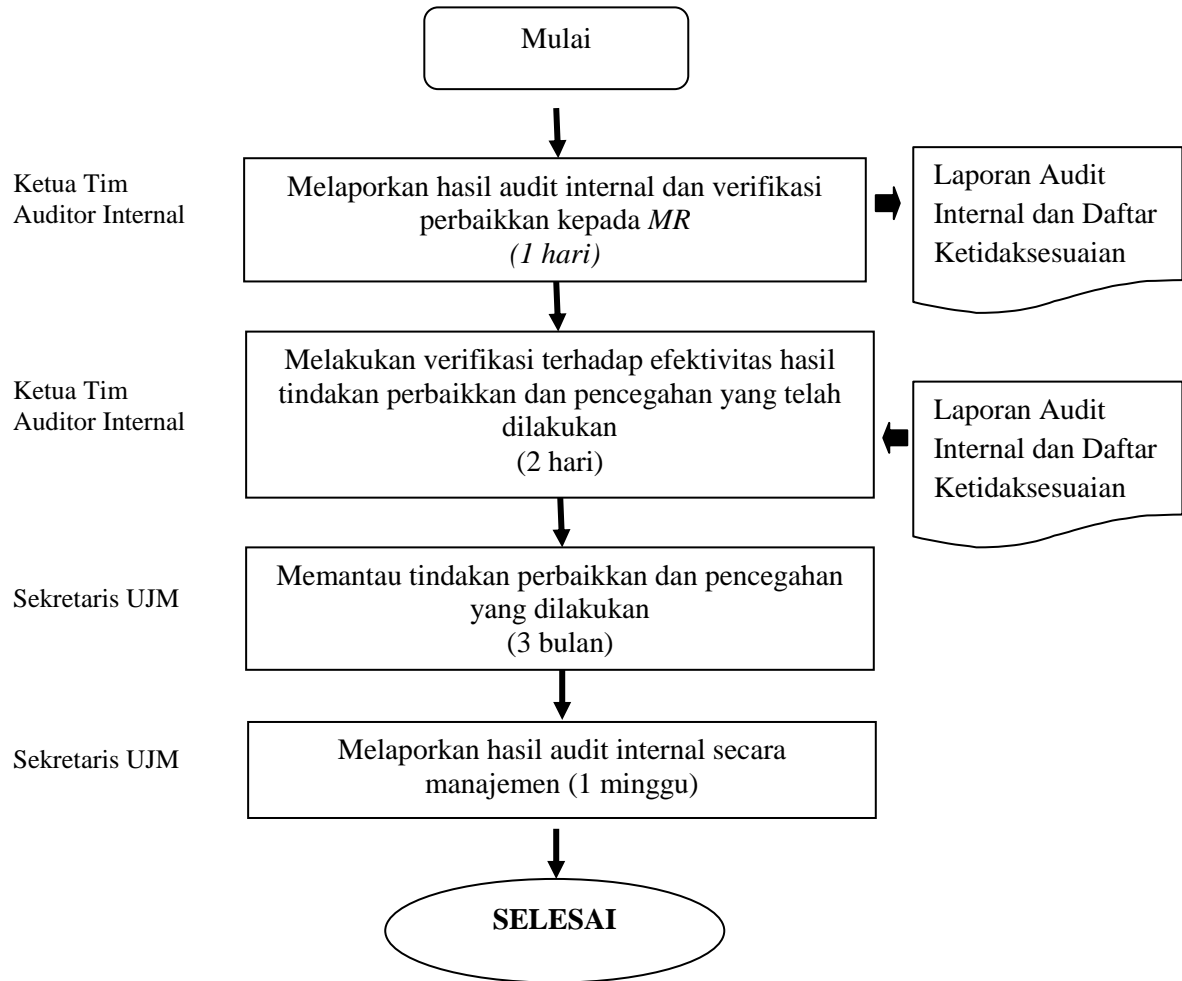 Mulai
Ketua Tim
Auditor Internal
Melaporkan hasil audit internal dan verifikasi
perbaikkan kepada MR
(1 hari)
Laporan Audit
Internal dan Daftar
Ketidaksesuaian
Ketua Tim
Auditor Internal
Melakukan verifikasi terhadap efektivitas hasil
tindakan perbaikkan dan pencegahan yang telah
dilakukan
(2 hari)
Laporan Audit
Internal dan Daftar
Ketidaksesuaian
Sekretaris UJM
Memantau tindakan perbaikkan dan pencegahan
yang dilakukan
(3 bulan)
Sekretaris UJM
Melaporkan hasil audit internal secara
manajemen (1 minggu)
SELESAI